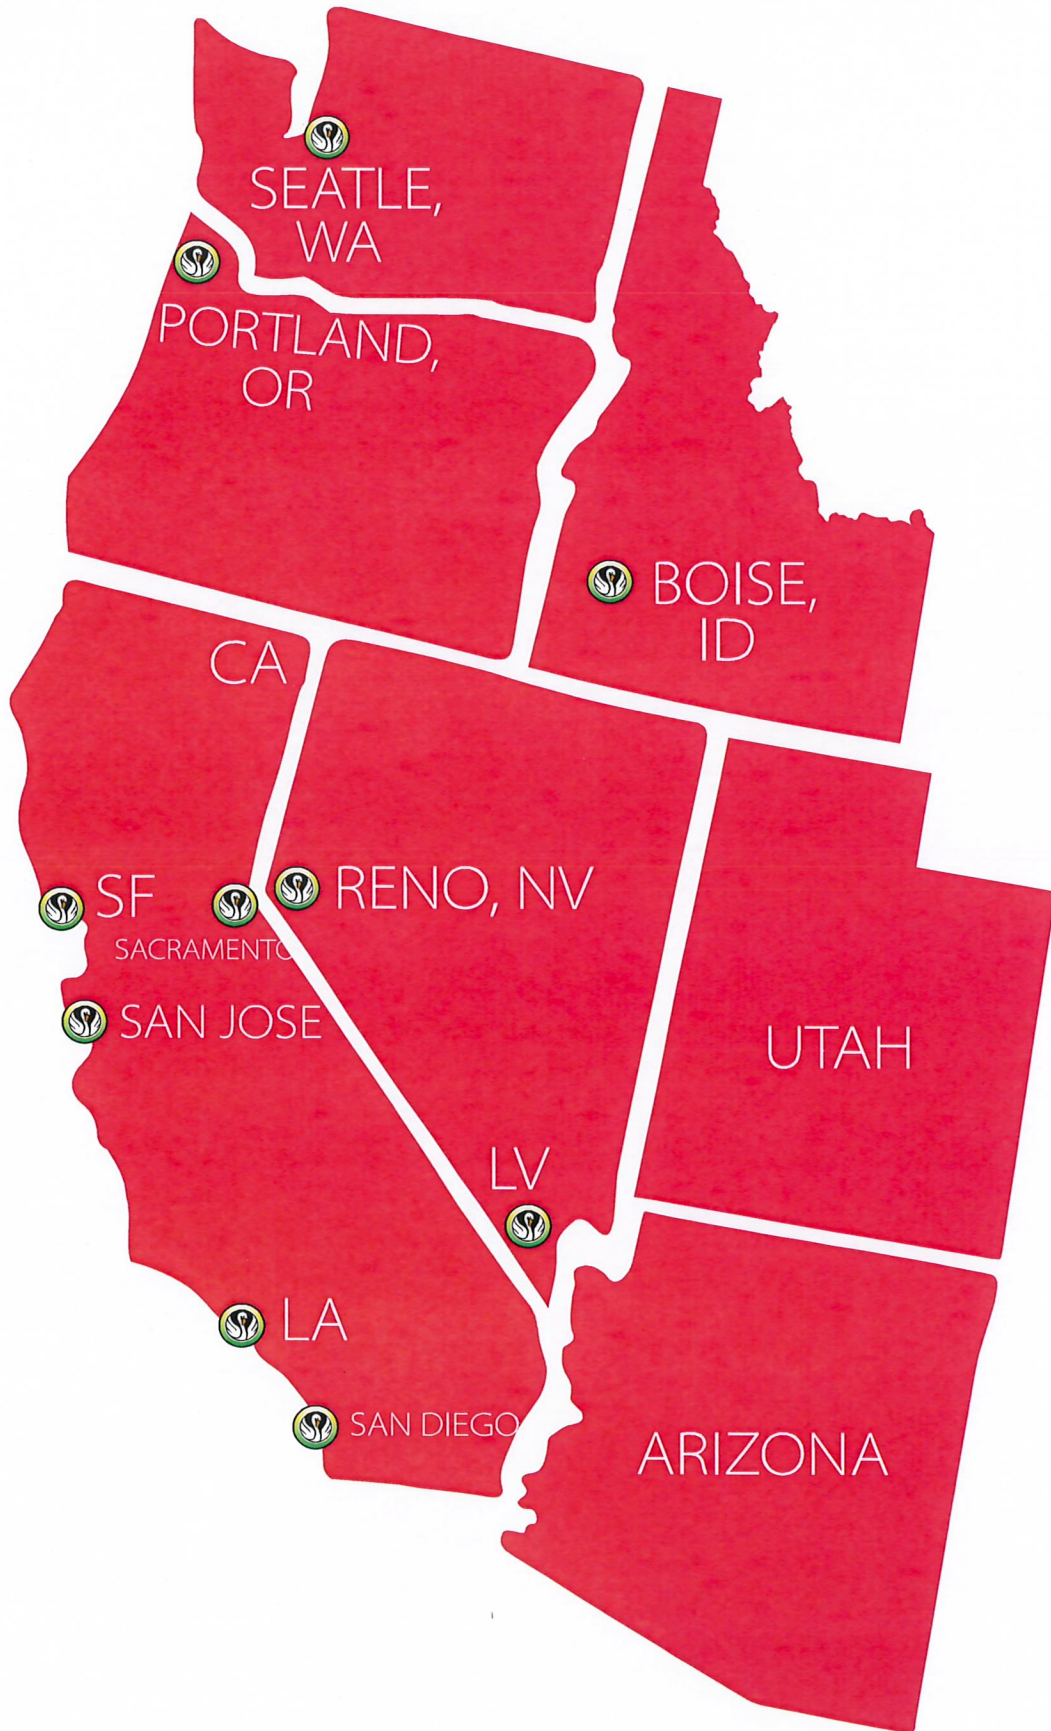 SEATLE,
WA
PORTLAND,
OR
BOISE,
ID
CA
RENO, NV
SF
SACRAMENTO
SAN JOSE
UTAH
LV
LA
SAN DIEGO
ARIZONA